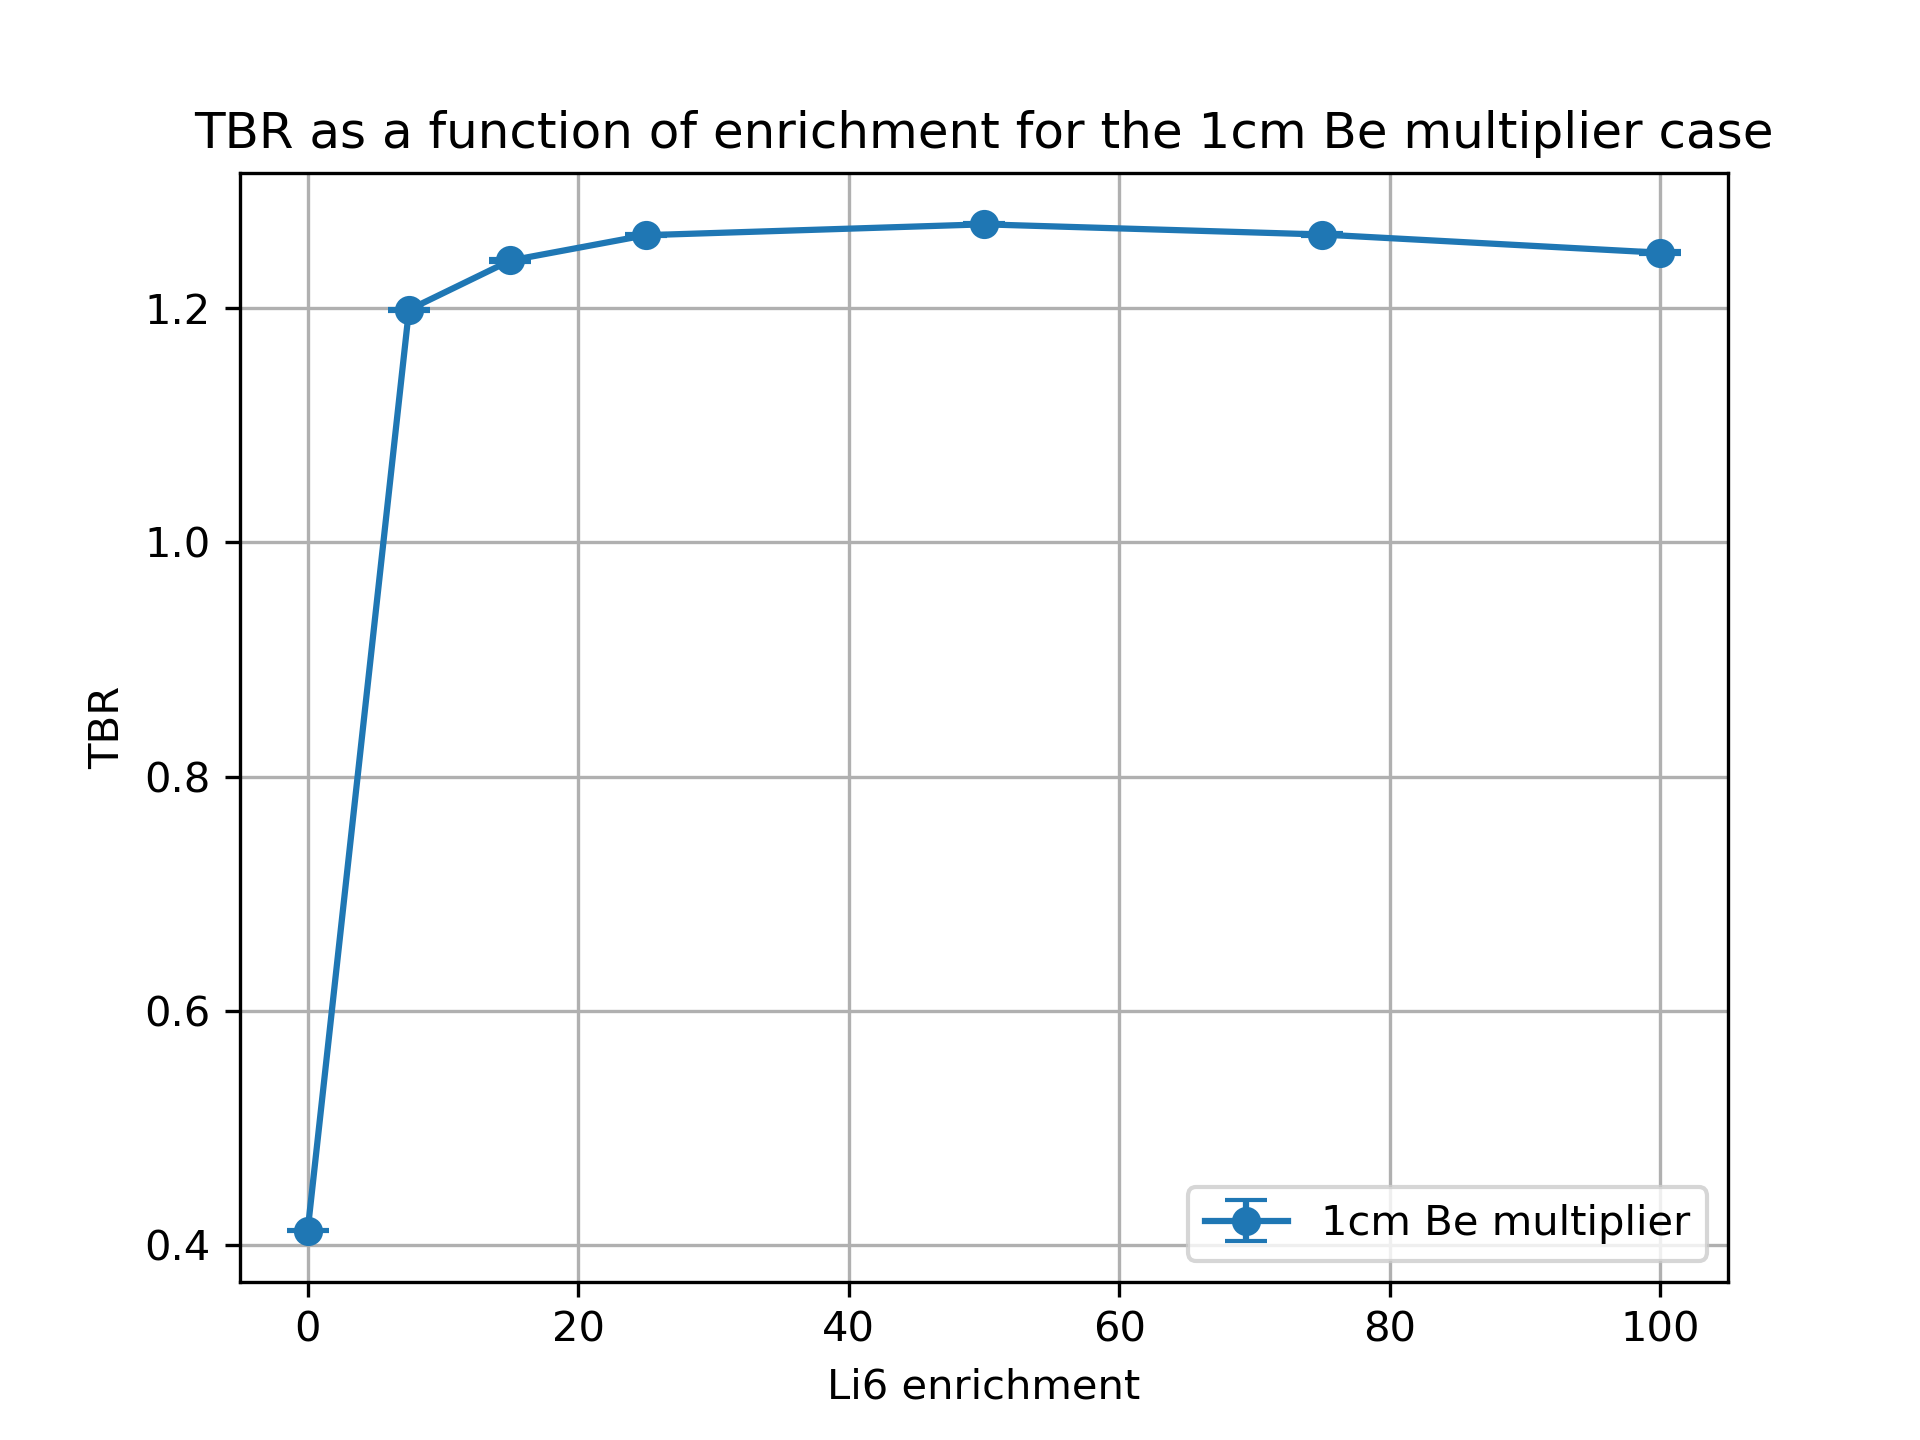 TBR as a function of enrichment for the 1cm Be multiplier case
1.2
1.0
0.8
0.6
0.4
TBR
1cm Be multiplier
0 20 40 60 80 100
Li6 enrichment